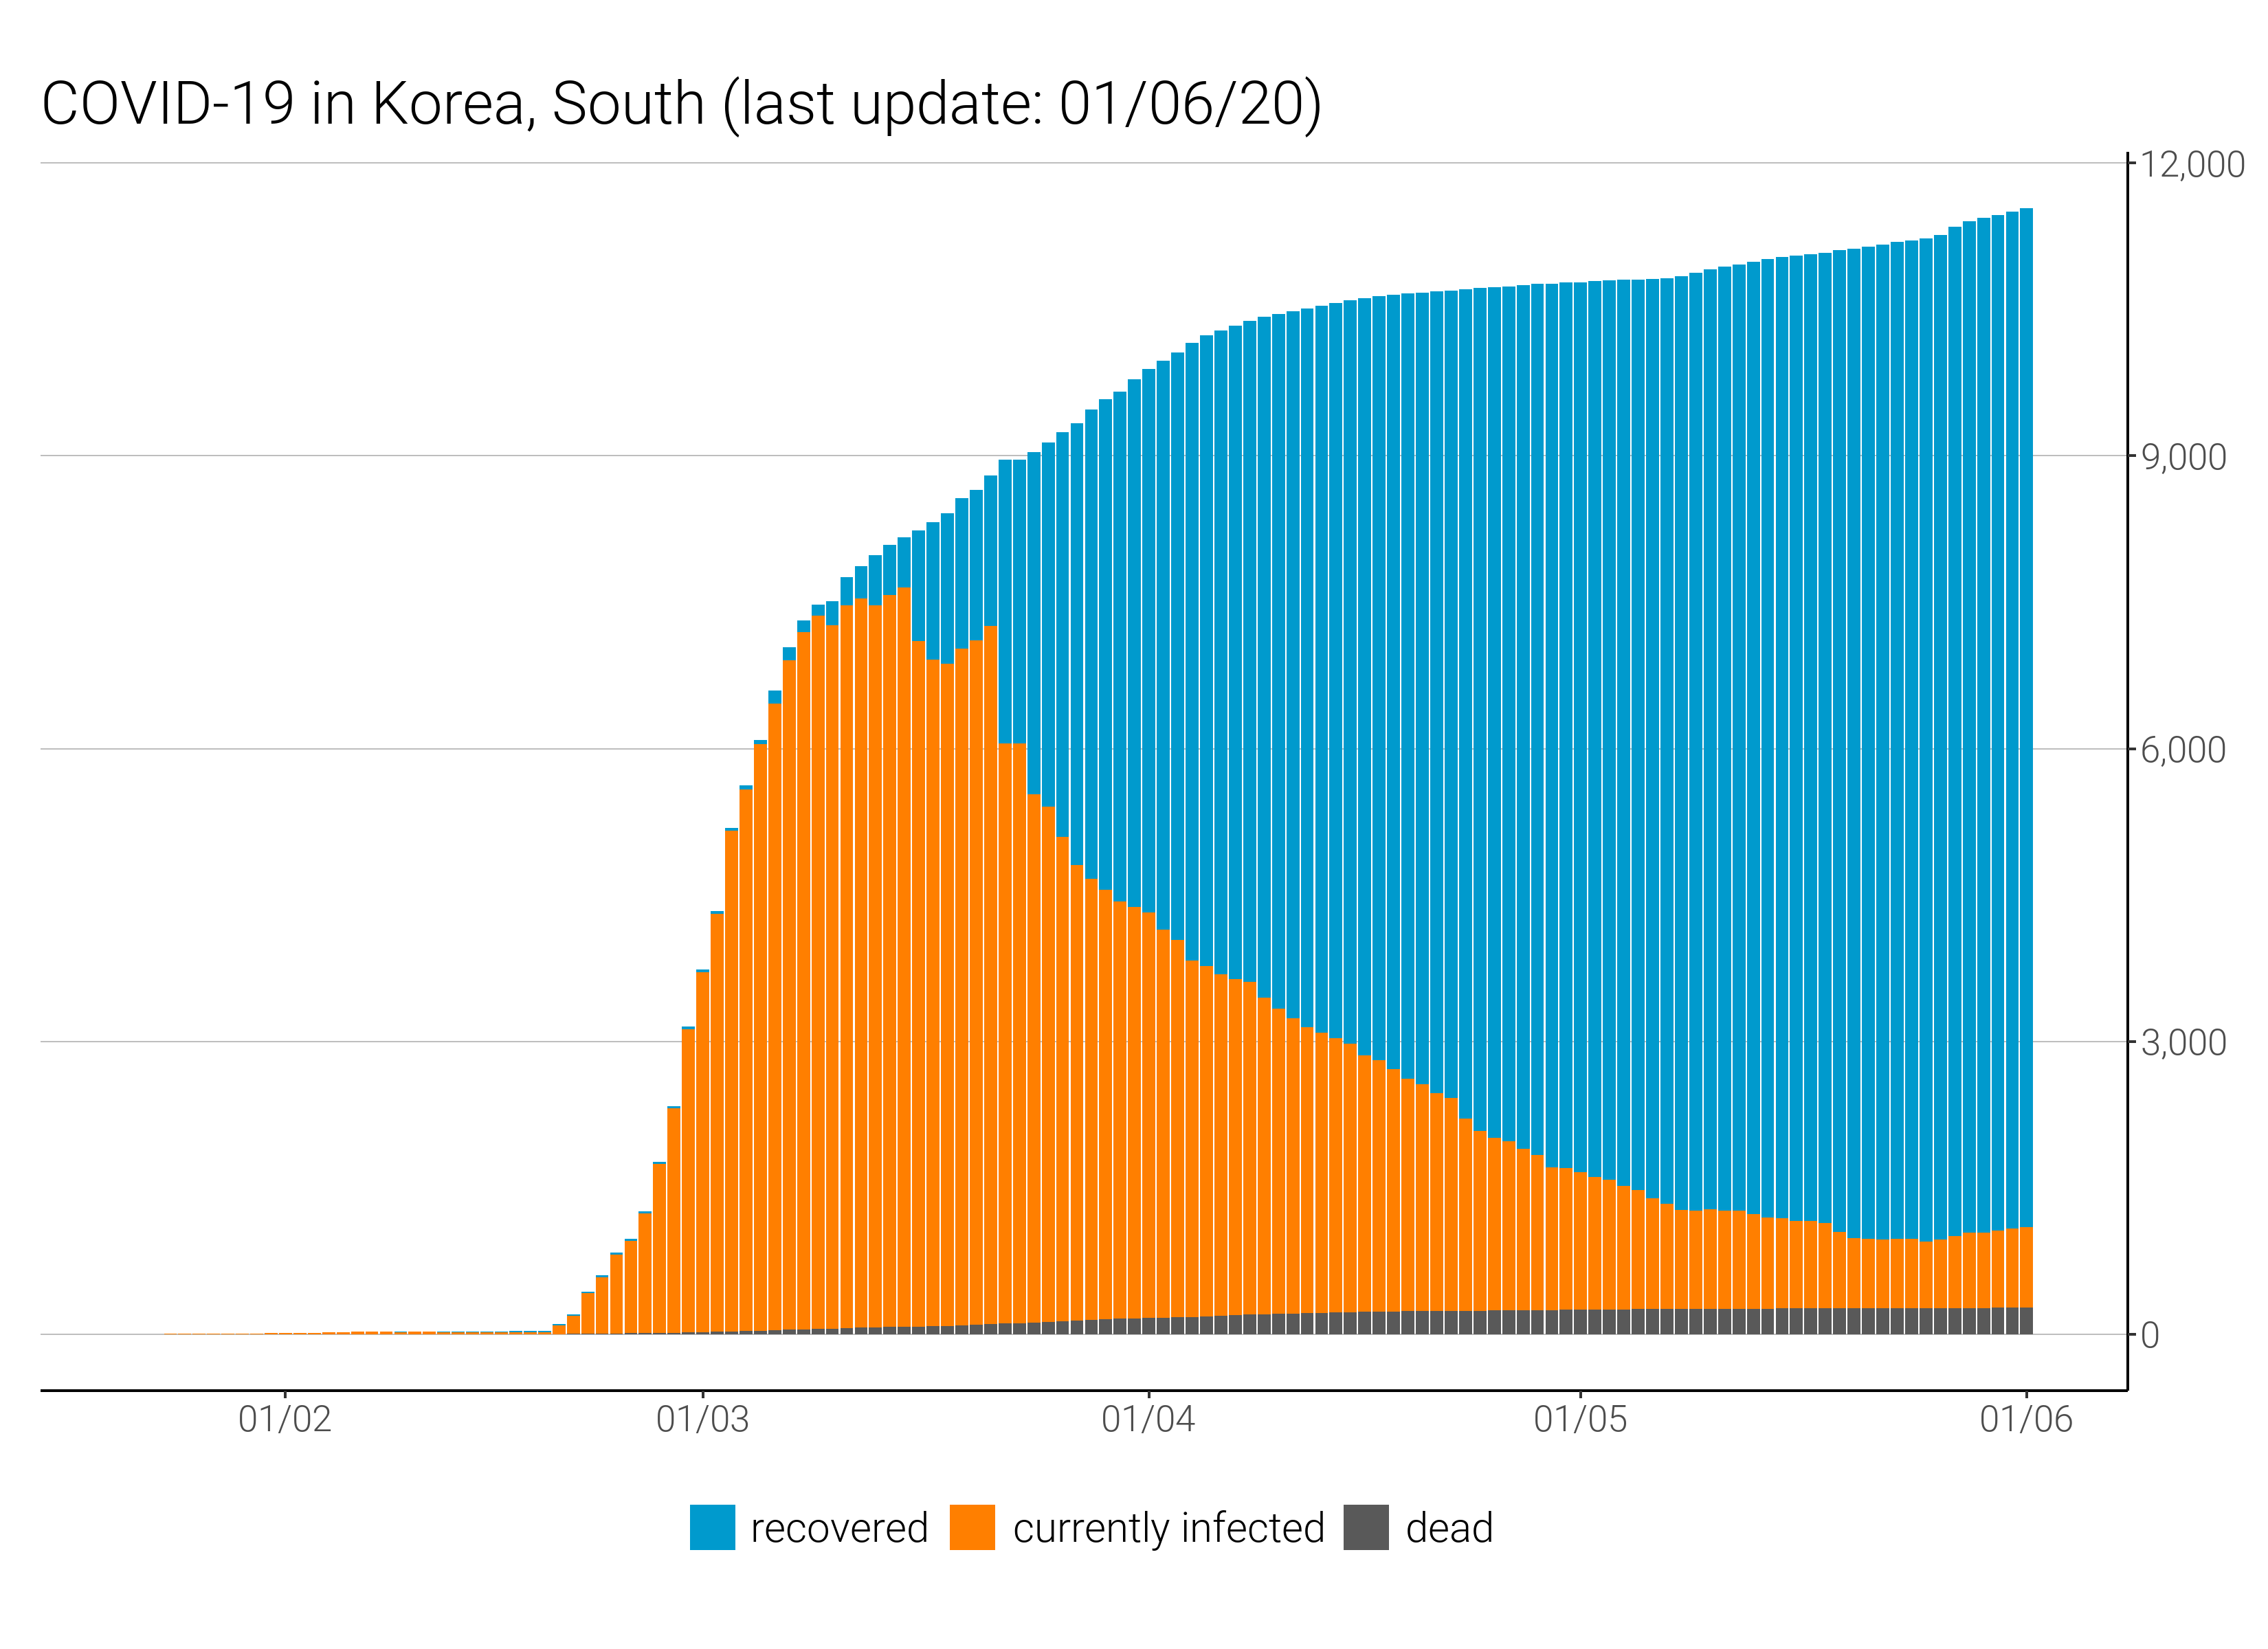 COVID-19 in Korea, South (last update: 01/06/20)
12,000
9,000
6,000
3,000
0
01/02 01/03 01/04 01/05 01/06
recovered currently infected dead